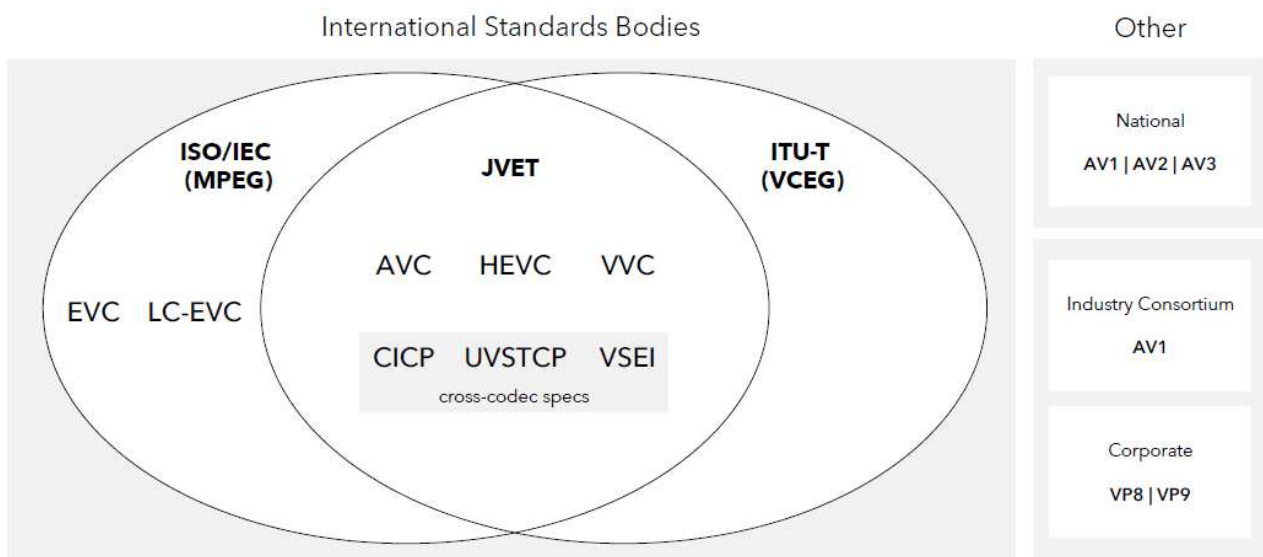 International Standards Bodies
Other
ISO/IEC
(MPEG)
JVET
ITU-T
(VCEG)
AVC HEVC VVC
EVC LC-EVC
CICP UVSTCP VSEI
cross-codec specs
National
AV1 | AV2 | AV3
Industry Consortium
AV1
Corporate
VP8 | VP9